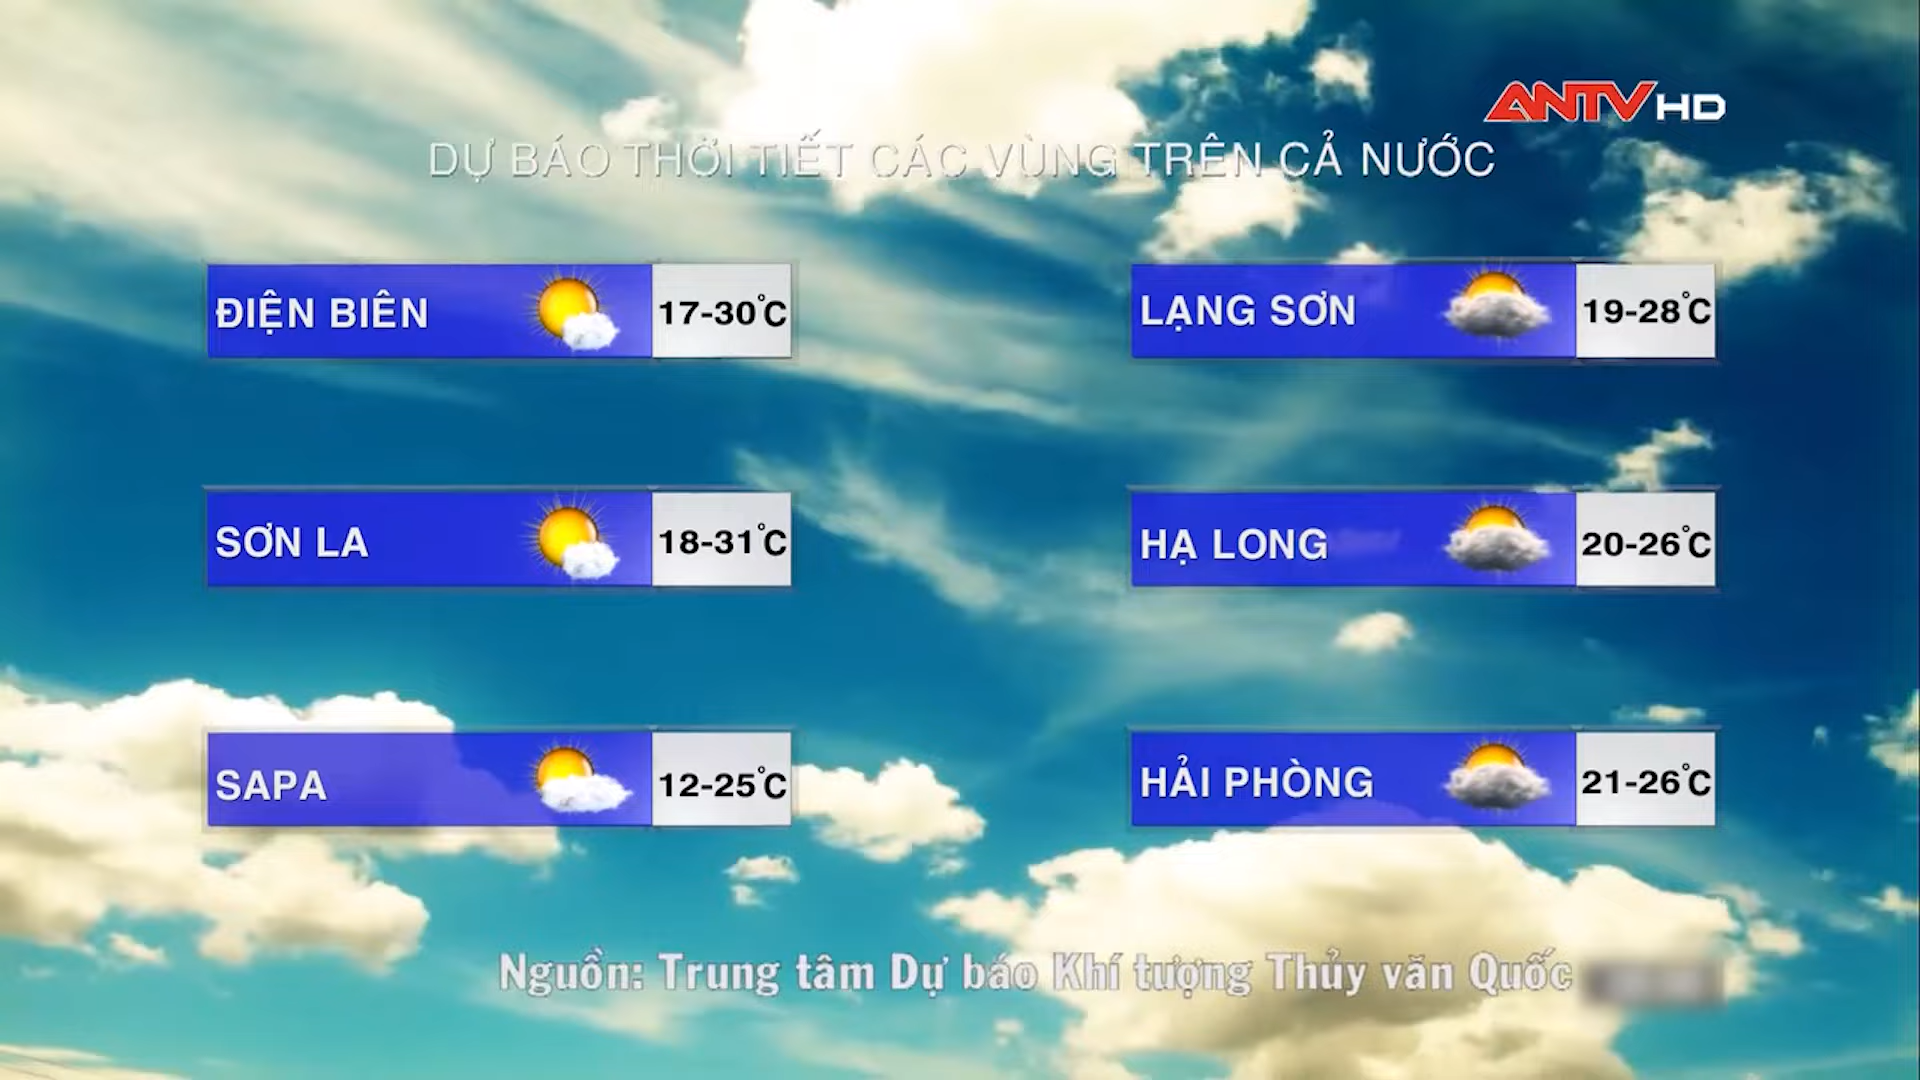 ANTV HD
DỰ BÁO THỜI TIẾT CÁC VÙNG TRÊN CẢ NƯỚC
ĐIỆN BIÊN 17-30°C
LẠNG SƠN 19-28°C
SƠN LA 18-31°C
HẠ LONG 20-26°C
SAPA 12-25°C
HẢI PHÒNG 21-26°C
Nguồn: Trung tâm Dự báo Khí tượng Thủy văn Quốc